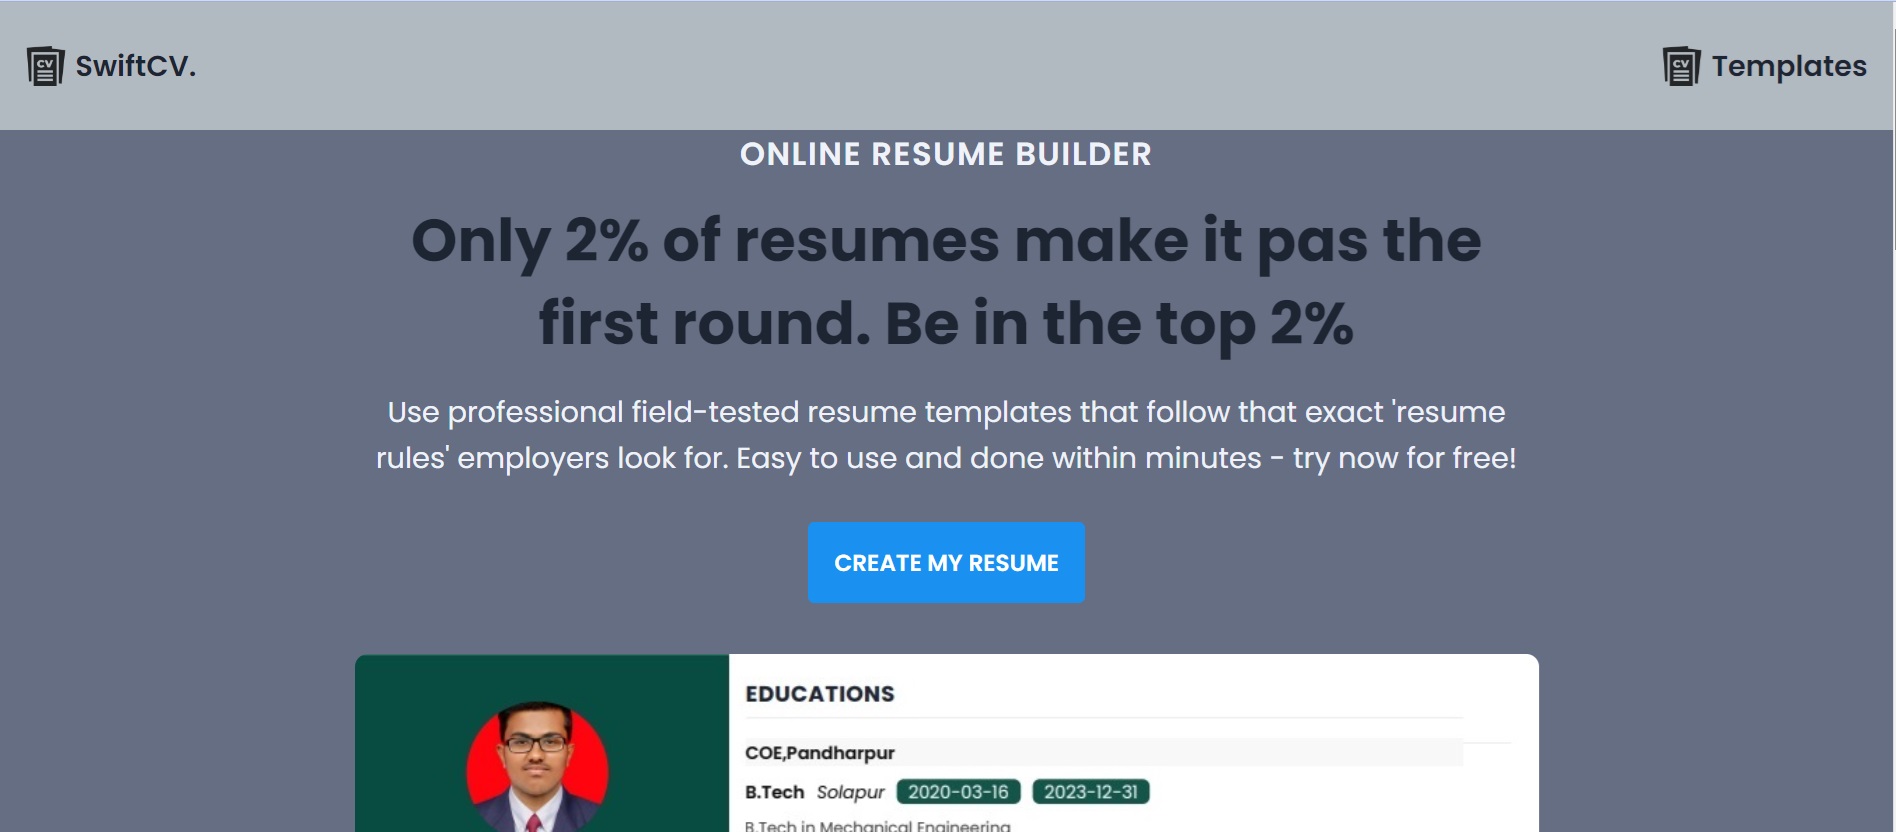 CV SwiftCV.
CV Templates
ONLINE RESUME BUILDER
Only 2% of resumes make it pas the
first round. Be in the top 2%
Use professional field-tested resume templates that follow that exact 'resume
rules' employers look for. Easy to use and done within minutes - try now for free!
CREATE MY RESUME
EDUCATIONS
COE,Pandharpur
B.Tech Solapur 2020-03-16 2023-12-31
B.Tech in Mechanical Engineering